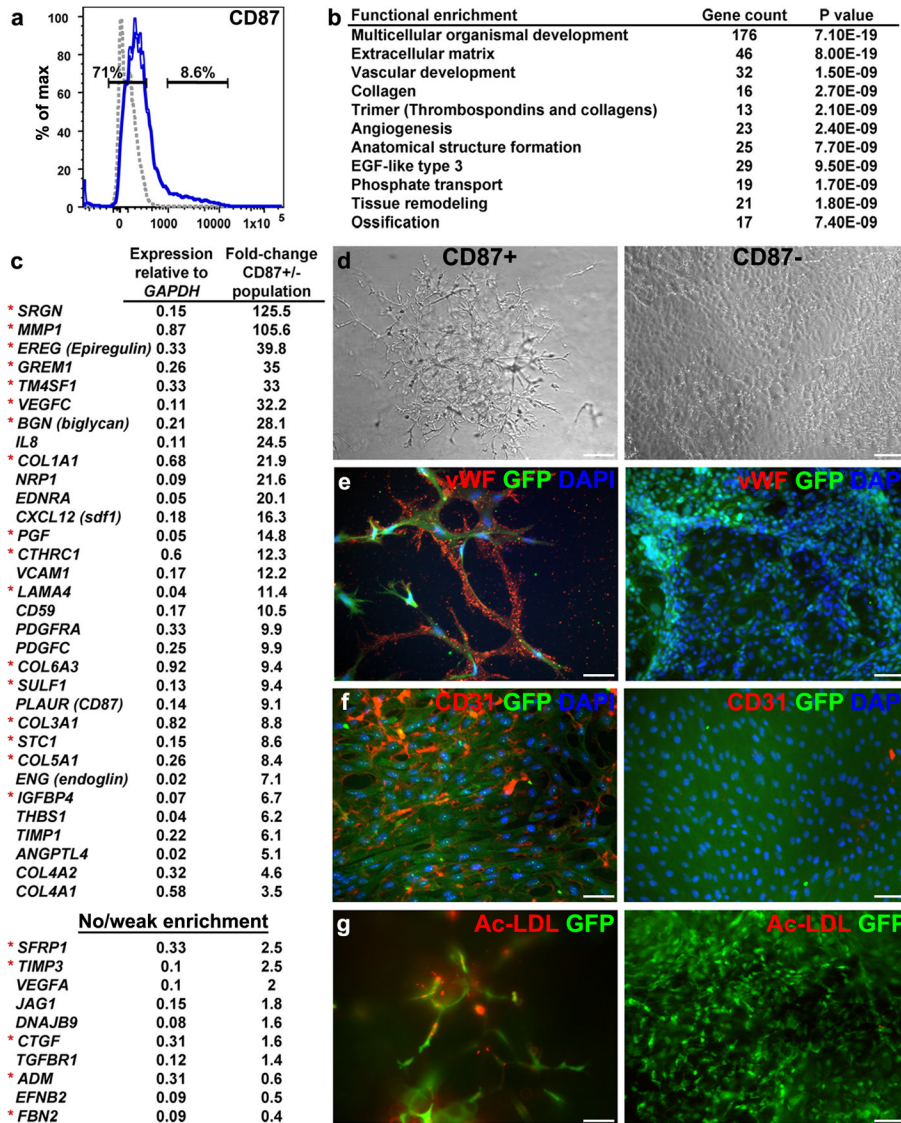 a
CD87
% of max
100
80
60
40
20
0
71%
8.6%
0 1000 10000 1x10 5
b
Functional enrichment Gene count P value
Multicellular organismal development 176 7.10E-19
Extracellular matrix 46 8.00E-19
Vascular development 32 1.50E-09
Collagen 16 2.70E-09
Trimer (Thrombospondins and collagens) 13 2.10E-09
Angiogenesis 23 2.40E-09
Anatomical structure formation 25 7.70E-09
EGF-like type 3 29 9.50E-09
Phosphate transport 19 1.70E-09
Tissue remodeling 21 1.80E-09
Ossification 17 7.40E-09
c
Expression relative to GAPDH
Fold-change CD87+/- population
* SRGN 0.15 125.5
* MMP1 0.87 105.6
* EREG (Epiregulin) 0.33 39.8
* GREM1 0.26 35
* TM4SF1 0.33 33
* VEGFC 0.11 32.2
* BGN (biglycan) 0.21 28.1
IL8 0.11 24.5
* COL1A1 0.68 21.9
NRP1 0.09 21.6
EDNRA 0.05 20.1
CXCL12 (sdf1) 0.18 16.3
* PGF 0.05 14.8
* CTHRC1 0.6 12.3
VCAM1 0.17 12.2
* LAMA4 0.04 11.4
CD59 0.17 10.5
PDGFRA 0.33 9.9
PDGFC 0.25 9.9
* COL6A3 0.92 9.4
* SULF1 0.13 9.4
PLAUR (CD87) 0.14 9.1
* COL3A1 0.82 8.8
* STC1 0.15 8.6
* COL5A1 0.26 8.4
ENG (endoglin) 0.02 7.1
* IGFBP4 0.07 6.7
THBS1 0.04 6.2
TIMP1 0.22 6.1
ANGPTL4 0.02 5.1
COL4A2 0.32 4.6
COL4A1 0.58 3.5
No/weak enrichment
* SFRP1 0.33 2.5
* TIMP3 0.1 2.5
VEGFA 0.1 2
JAG1 0.15 1.8
DNAJB9 0.08 1.6
* CTGF 0.31 1.6
TGFBR1 0.12 1.4
* ADM 0.31 0.6
EFNB2 0.09 0.5
* FBN2 0.09 0.4
d
CD87+
CD87-
e
vWF GFP DAPI
vWF GFP DAPI
f
CD31 GFP DAPI
CD31 GFP DAPI
g
Ac-LDL GFP
Ac-LDL GFP